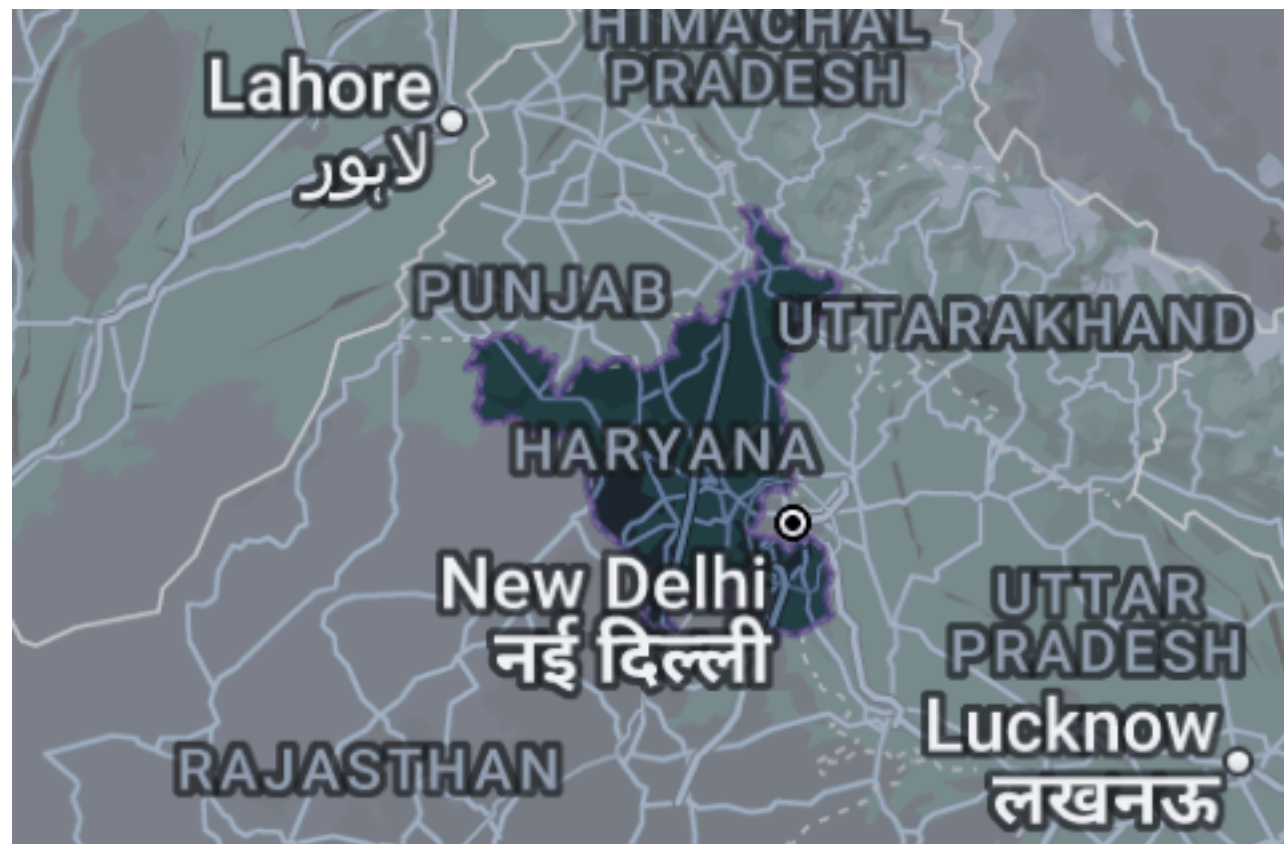 HIMACHAL
PRADESH
Lahore
لاہور
PUNJAB
UTTARAKHAND
HARYANA
New Delhi
नई दिल्ली
UTTAR
PRADESH
Lucknow
लखनऊ
RAJASTHAN